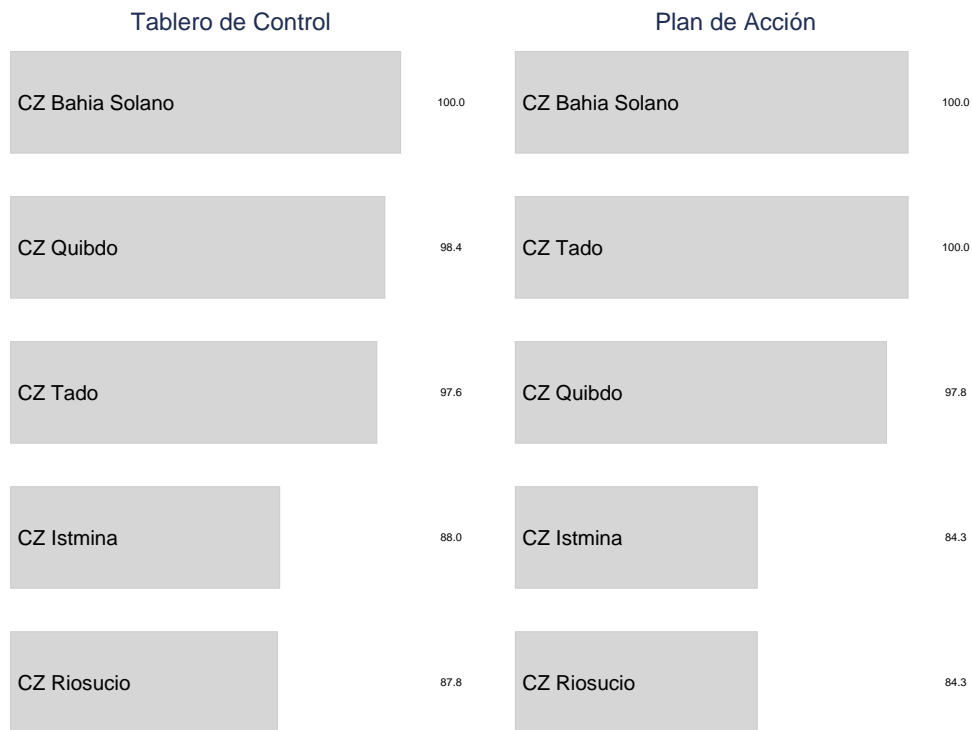 Tablero de Control
CZ Bahia Solano 100.0
CZ Quibdo 98.4
CZ Tado 97.6
CZ Istmina 88.0
CZ Riosucio 87.8
Plan de Acción
CZ Bahia Solano 100.0
CZ Tado 100.0
CZ Quibdo 97.8
CZ Istmina 84.3
CZ Riosucio 84.3